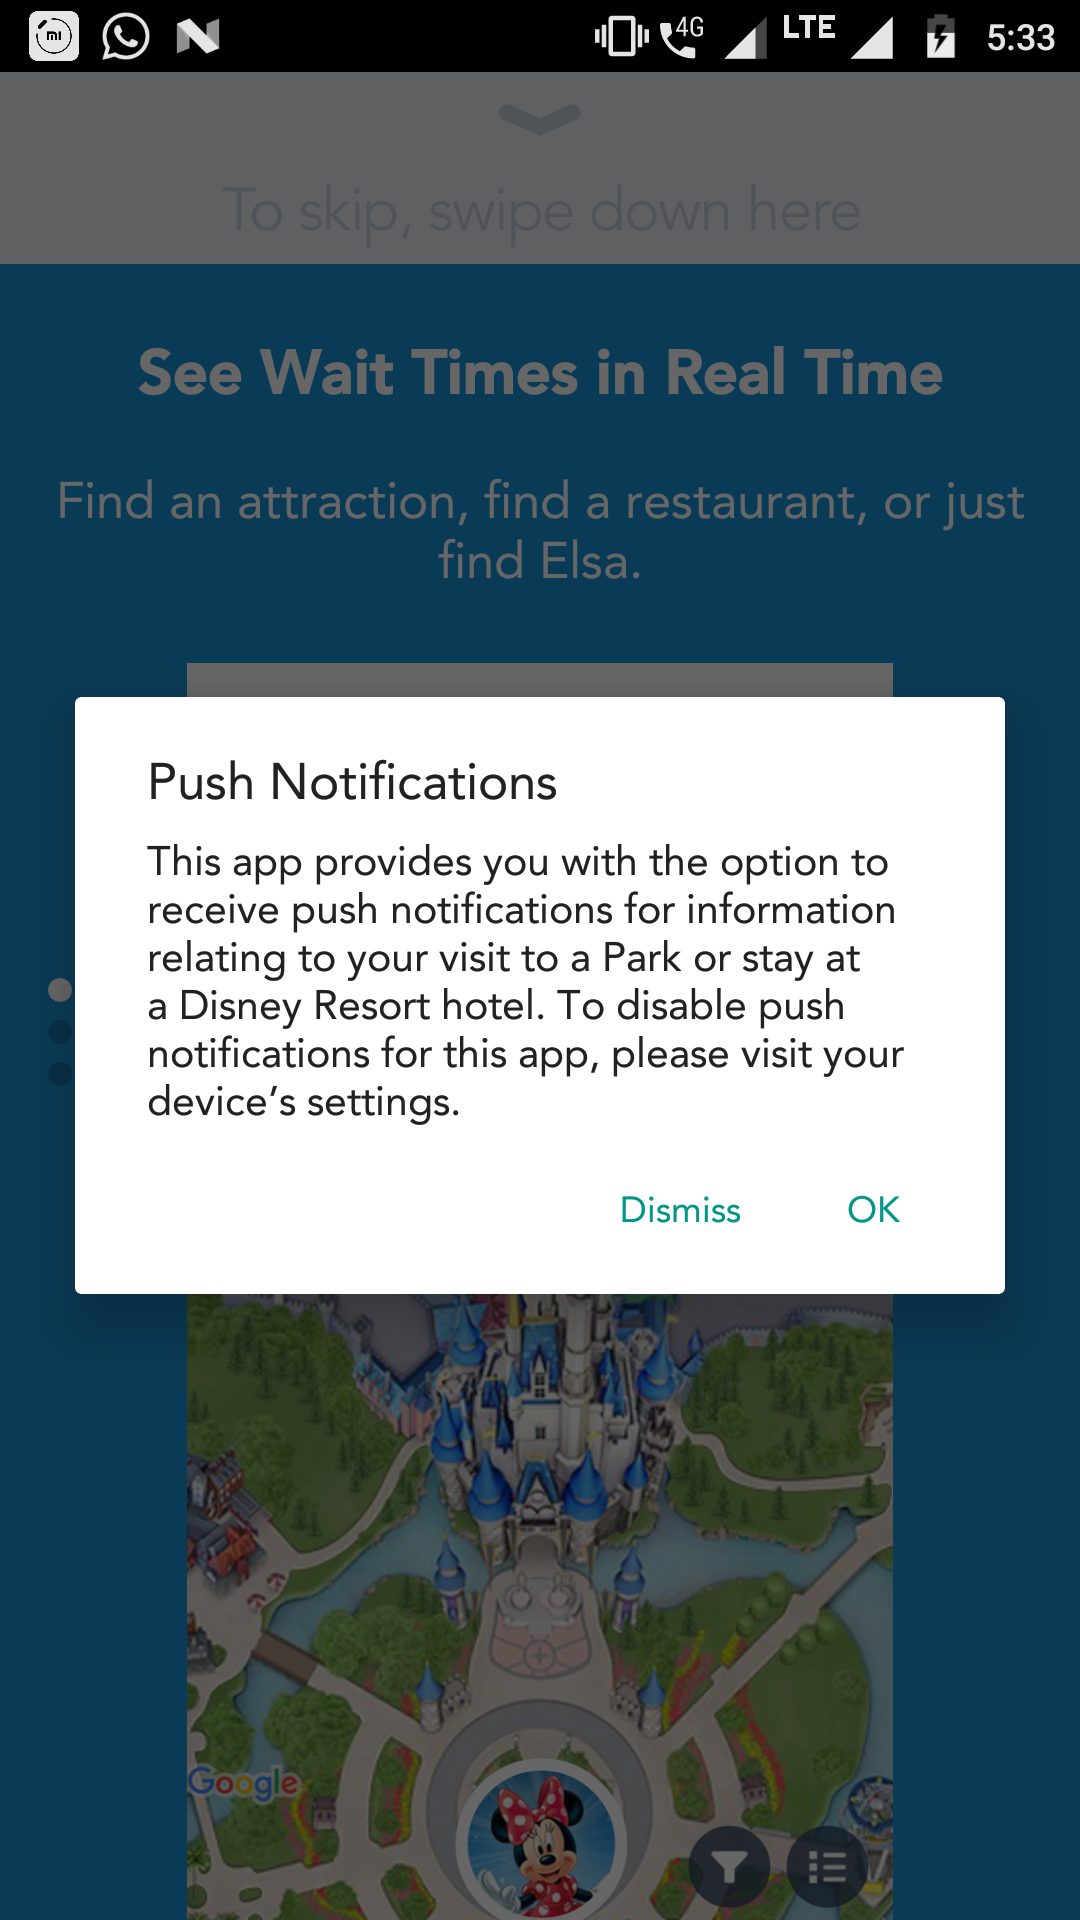 mi
4G
LTE
5:33
To skip, swipe down here
See Wait Times in Real Time
Find an attraction, find a restaurant, or just
find Elsa.
Push Notifications
This app provides you with the option to
receive push notifications for information
relating to your visit to a Park or stay at
a Disney Resort hotel. To disable push
notifications for this app, please visit your
device’s settings.
Dismiss
OK
Google